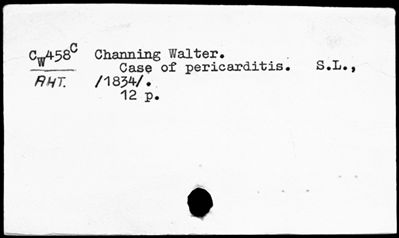 CW458C Channing Walter.
Case of pericarditis. S.L.,
RHT. /1834/.
12 p.